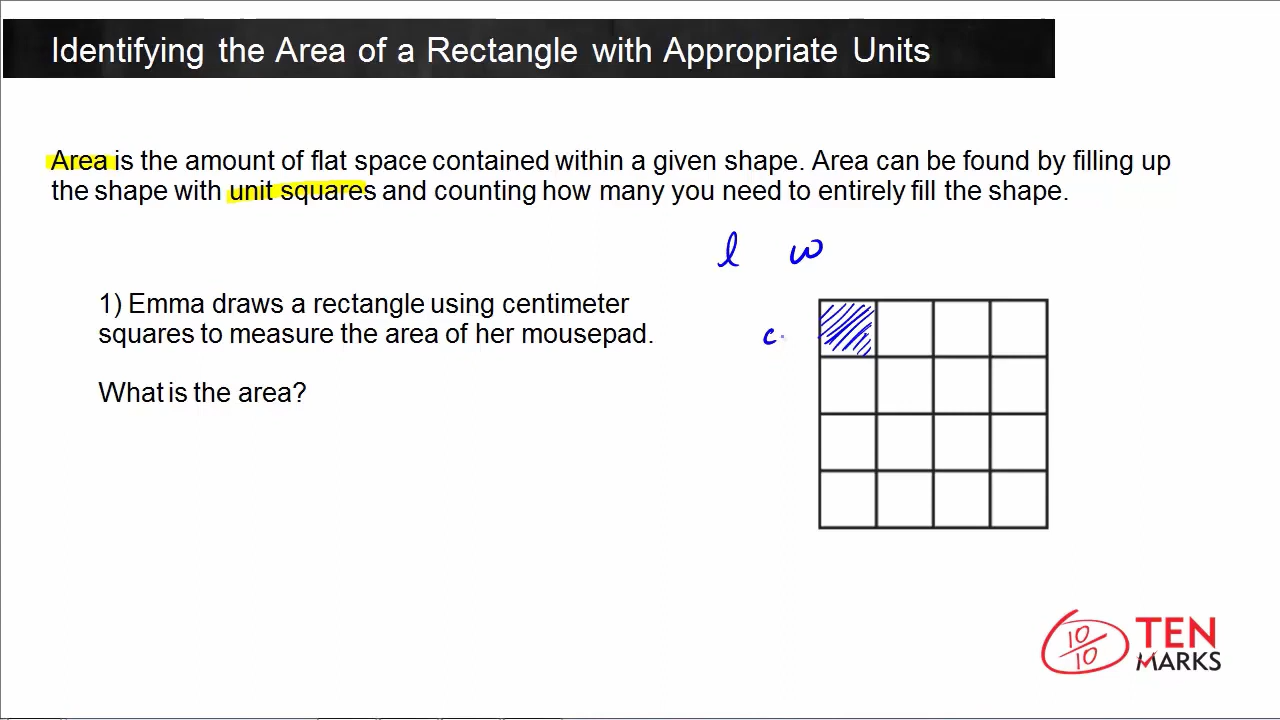 Identifying the Area of a Rectangle with Appropriate Units
Area is the amount of flat space contained within a given shape. Area can be found by filling up
the shape with unit squares and counting how many you need to entirely fill the shape.
l w
1) Emma draws a rectangle using centimeter
squares to measure the area of her mousepad.
c
What is the area?
10/10
TEN
MARKS